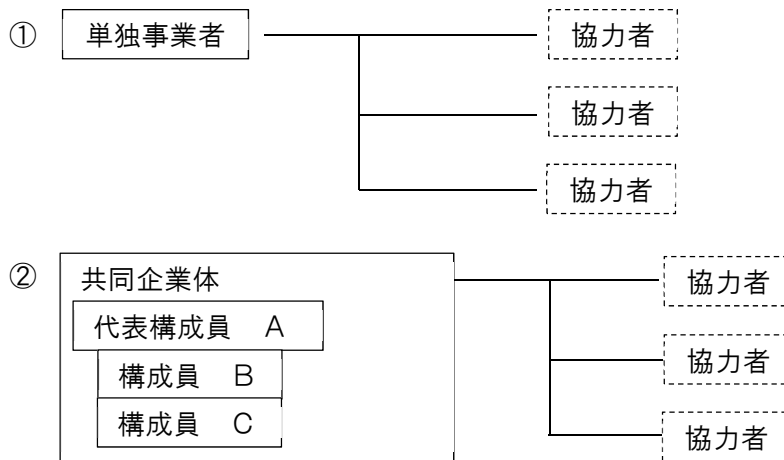 ① 単独事業者 協力者
協力者
協力者
② 共同企業体 協力者
代表構成員 A
構成員 B 協力者
構成員 C 協力者